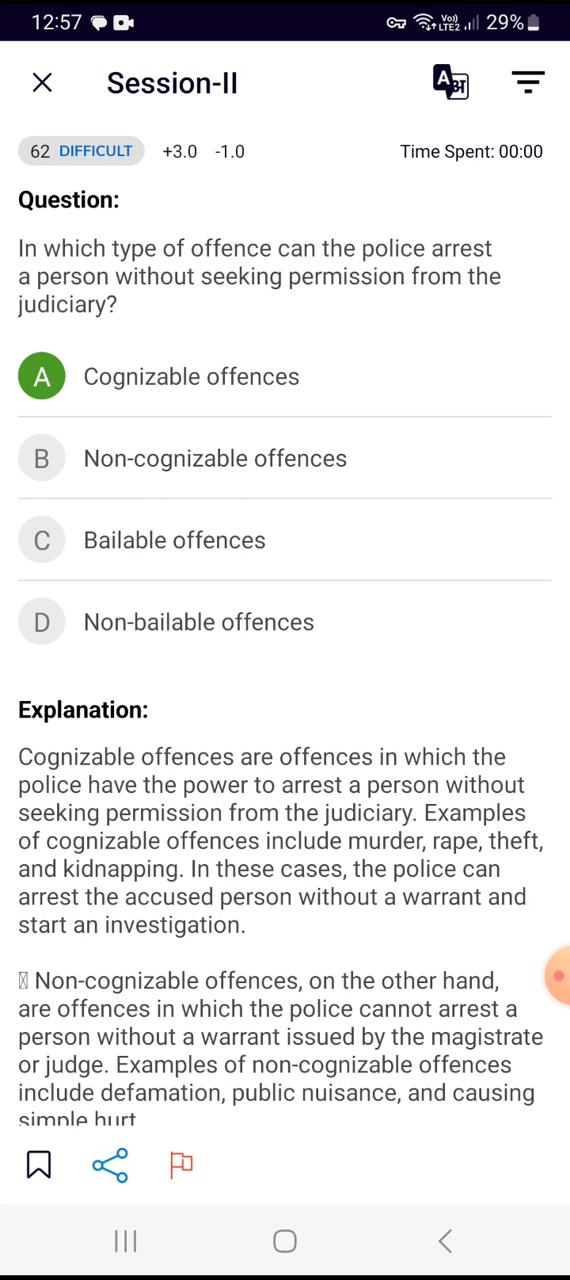 12:57
Vo)) LTE2 29%
Session-II
A अ
62 DIFFICULT +3.0 -1.0 Time Spent: 00:00
Question:
In which type of offence can the police arrest
a person without seeking permission from the
judiciary?
A Cognizable offences
B Non-cognizable offences
C Bailable offences
D Non-bailable offences
Explanation:
Cognizable offences are offences in which the
police have the power to arrest a person without
seeking permission from the judiciary. Examples
of cognizable offences include murder, rape, theft,
and kidnapping. In these cases, the police can
arrest the accused person without a warrant and
start an investigation.
Non-cognizable offences, on the other hand,
are offences in which the police cannot arrest a
person without a warrant issued by the magistrate
or judge. Examples of non-cognizable offences
include defamation, public nuisance, and causing
simple hurt